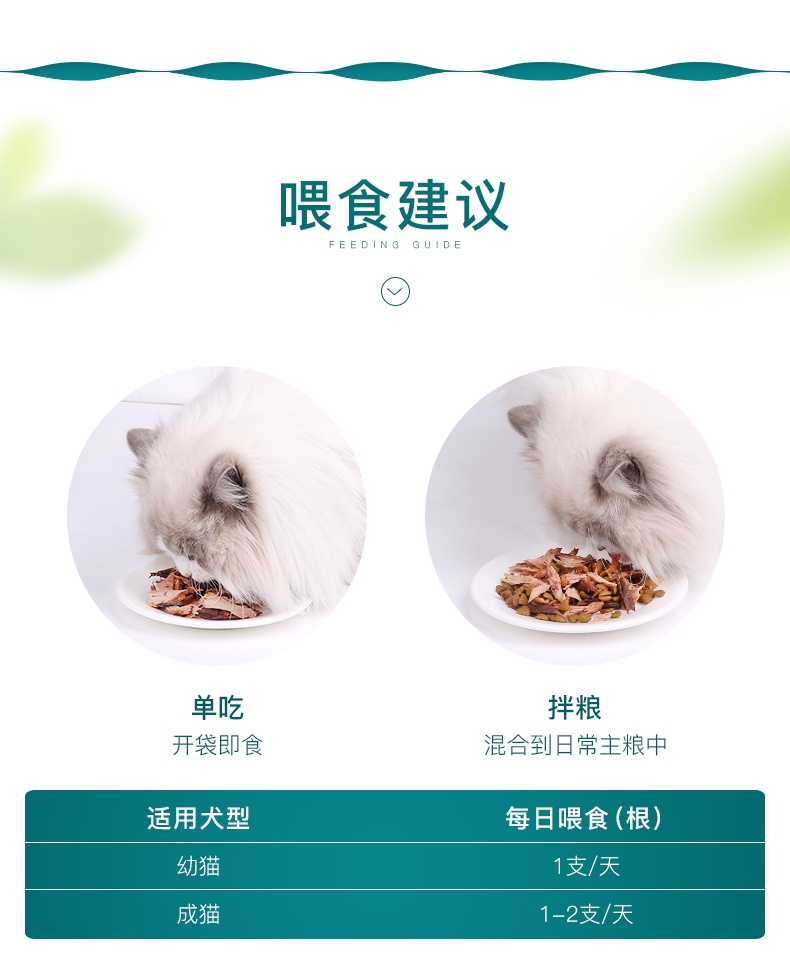 喂食建议
FEEDING GUIDE
单吃
开袋即食
拌粮
混合到日常主粮中
适用犬型 每日喂食(根)
幼猫 1支/天
成猫 1-2支/天